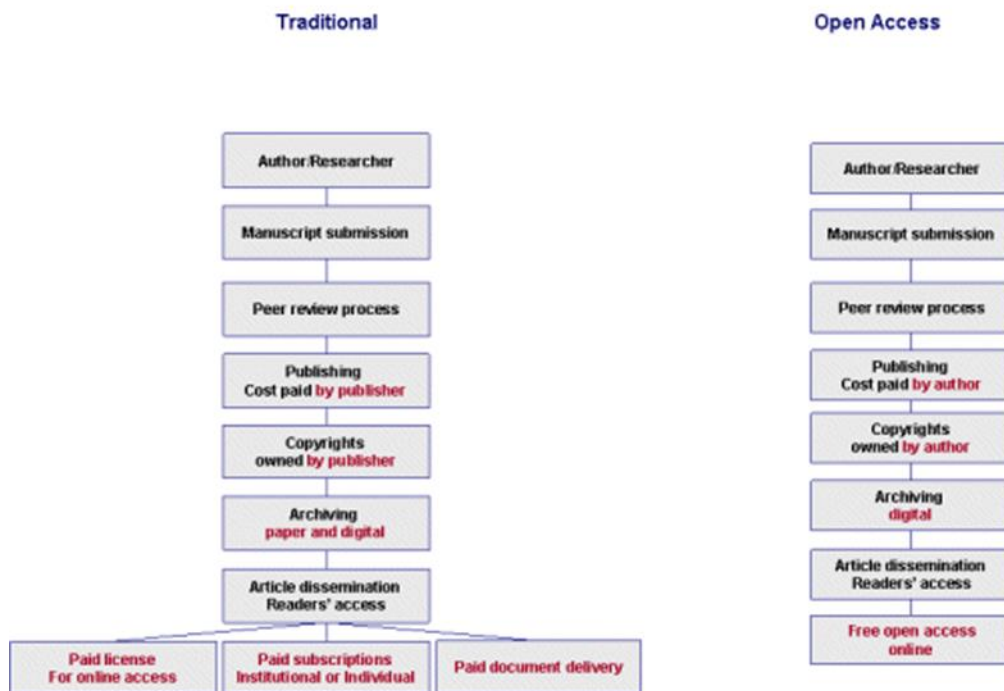 Traditional
Author/Researcher
Manuscript submission
Peer review process
Publishing
Cost paid by publisher
Copyrights
owned by publisher
Archiving
paper and digital
Article dissemination
Readers' access
Paid license
For online access
Paid subscriptions
Institutional or Individual
Paid document delivery
Open Access
Author/Researcher
Manuscript submission
Peer review process
Publishing
Cost paid by author
Copyrights
owned by author
Archiving
digital
Article dissemination
Readers' access
Free open access
online